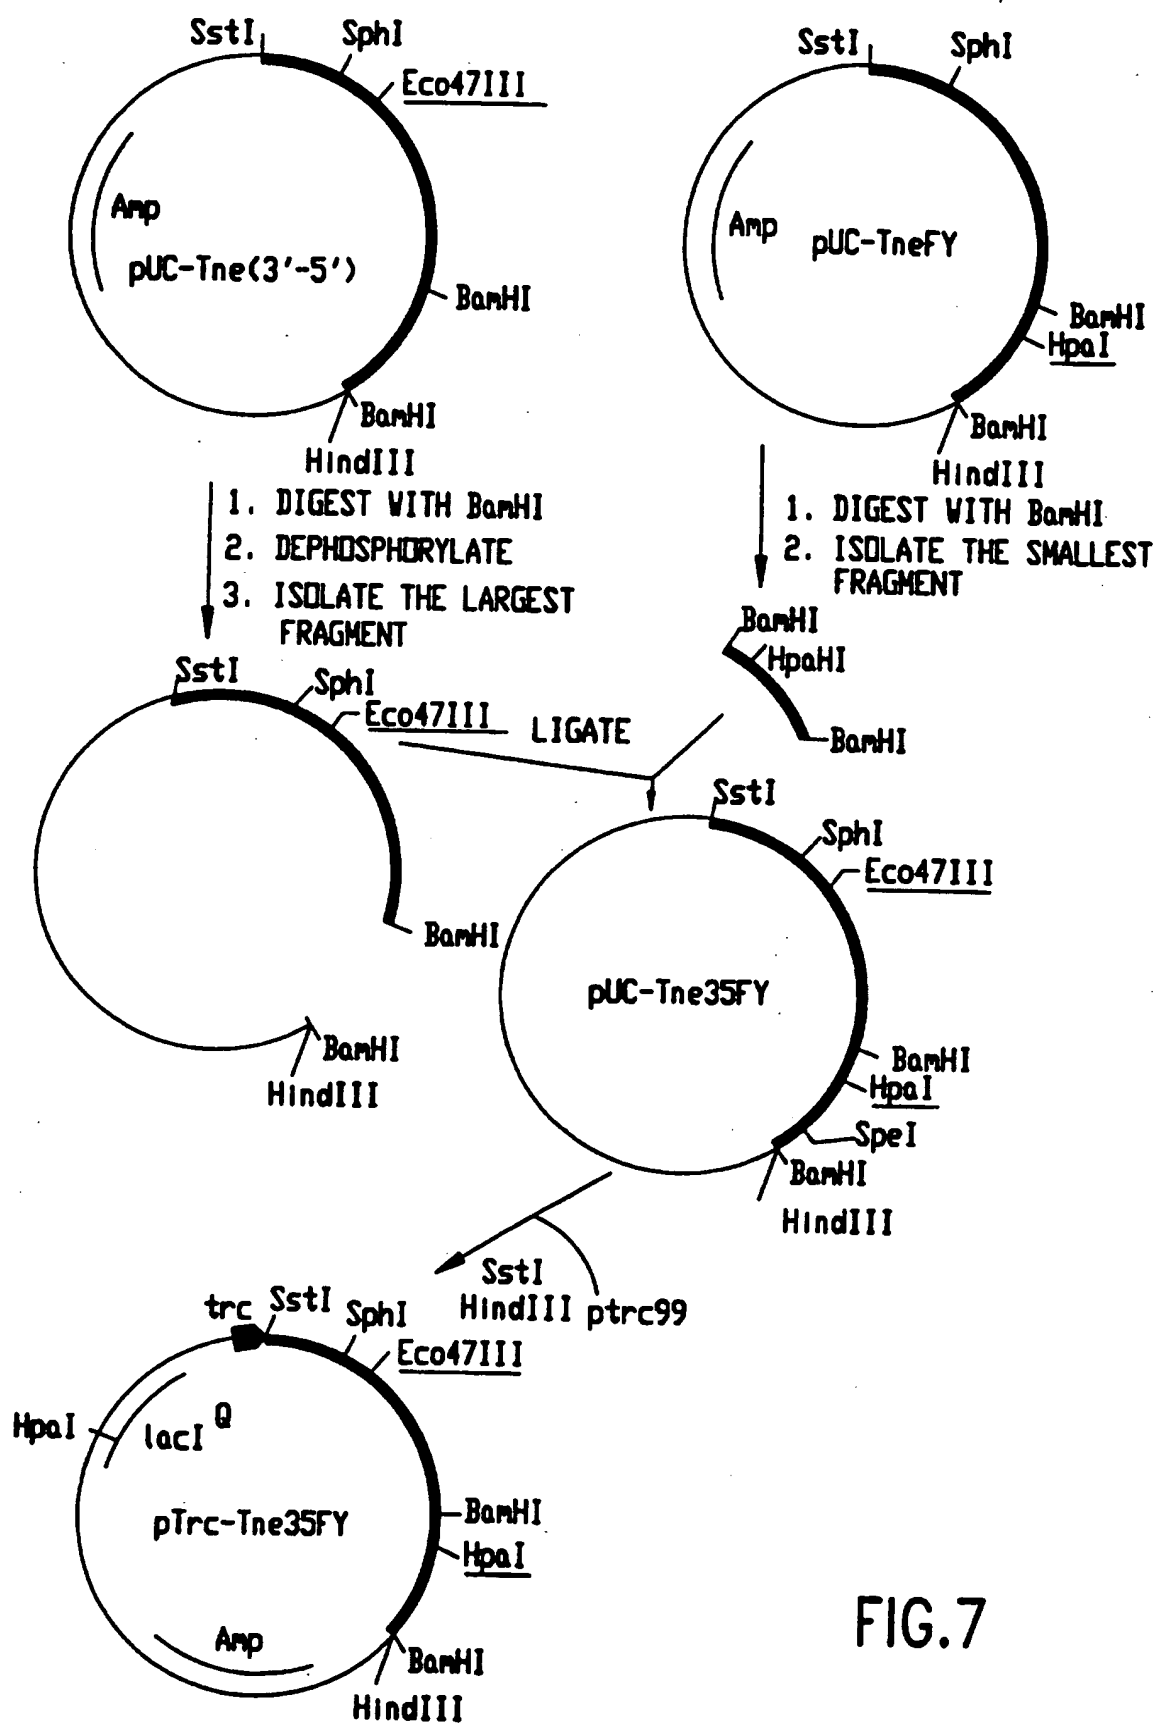 SstI
SphI
Eco47III
Amp
pUC-Tne(3'-5')
BamHI
BamHI
HindIII
SstI
SphI
Amp
pUC-TneFY
BamHI
HpaI
BamHI
HindIII
1. DIGEST WITH BamHI
2. DEPHOSPHORYLATE
3. ISOLATE THE LARGEST
FRAGMENT
1. DIGEST WITH BamHI
2. ISOLATE THE SMALLEST
FRAGMENT
BamHI
HpaHI
BamHI
SstI
SphI
Eco47III
LIGATE
BamHI
BamHI
HindIII
SstI
SphI
Eco47III
pUC-Tne35FY
BamHI
HpaI
SpeI
BamHI
HindIII
SstI
HindIII
ptrc99
trc
SstI
SphI
Eco47III
HpaI
lacI Q
pTrc-Tne35FY
BamHI
HpaI
Amp
BamHI
HindIII
FIG.7